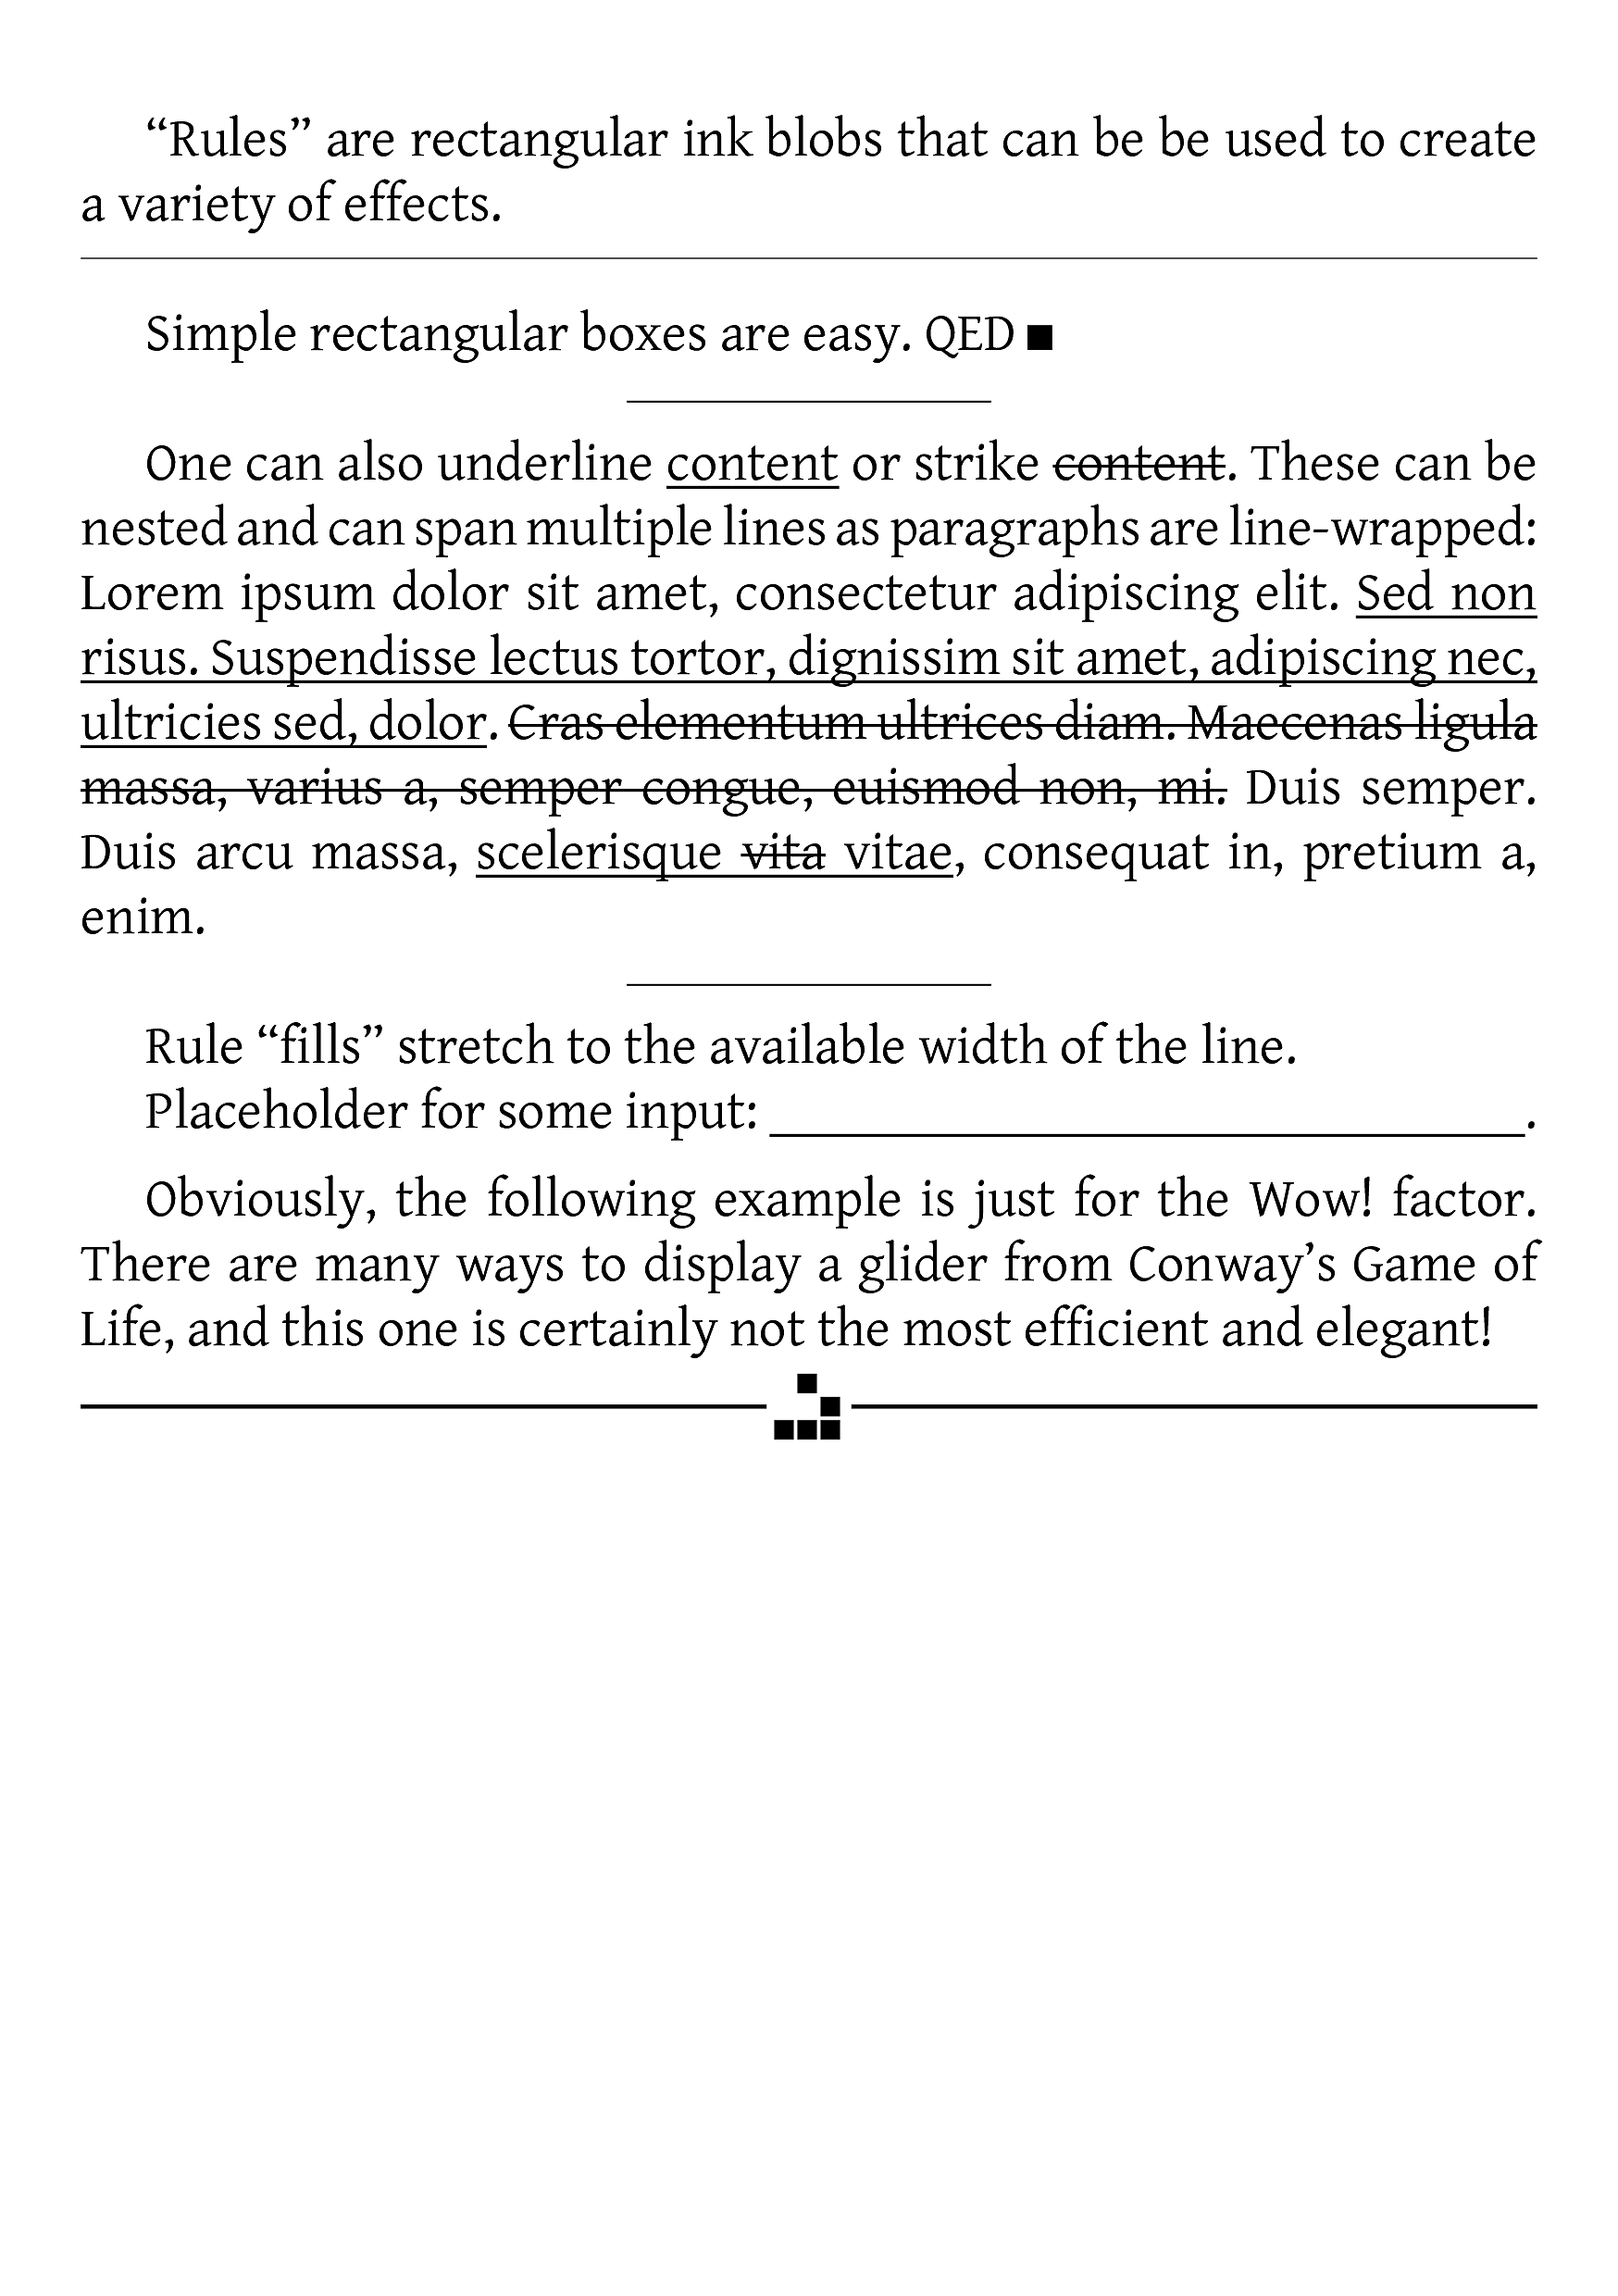 “Rules” are rectangular ink blobs that can be be used to create
a variety of effects.
Simple rectangular boxes are easy. QED ■
One can also underline content or strike content. These can be
nested and can span multiple lines as paragraphs are line-wrapped:
Lorem ipsum dolor sit amet, consectetur adipiscing elit. Sed non
risus. Suspendisse lectus tortor, dignissim sit amet, adipiscing nec,
ultricies sed, dolor. Cras elementum ultrices diam. Maecenas ligula
massa, varius a, semper congue, euismod non, mi. Duis semper.
Duis arcu massa, scelerisque vita vitae, consequat in, pretium a,
enim.
Rule “fills” stretch to the available width of the line.
Placeholder for some input: ______________________________.
Obviously, the following example is just for the Wow! factor.
There are many ways to display a glider from Conway’s Game of
Life, and this one is certainly not the most efficient and elegant!